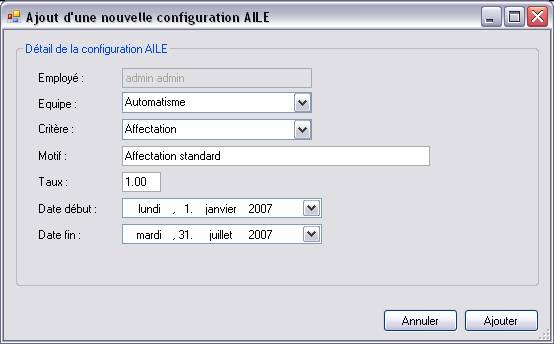 Ajout d'une nouvelle configuration AILE
Détail de la configuration AILE
Employé : admin admin
Equipe : Automatisme
Critère : Affectation
Motif : Affectation standard
Taux : 1.00
Date début : lundi , 1. janvier 2007
Date fin : mardi , 31. juillet 2007
Annuler Ajouter